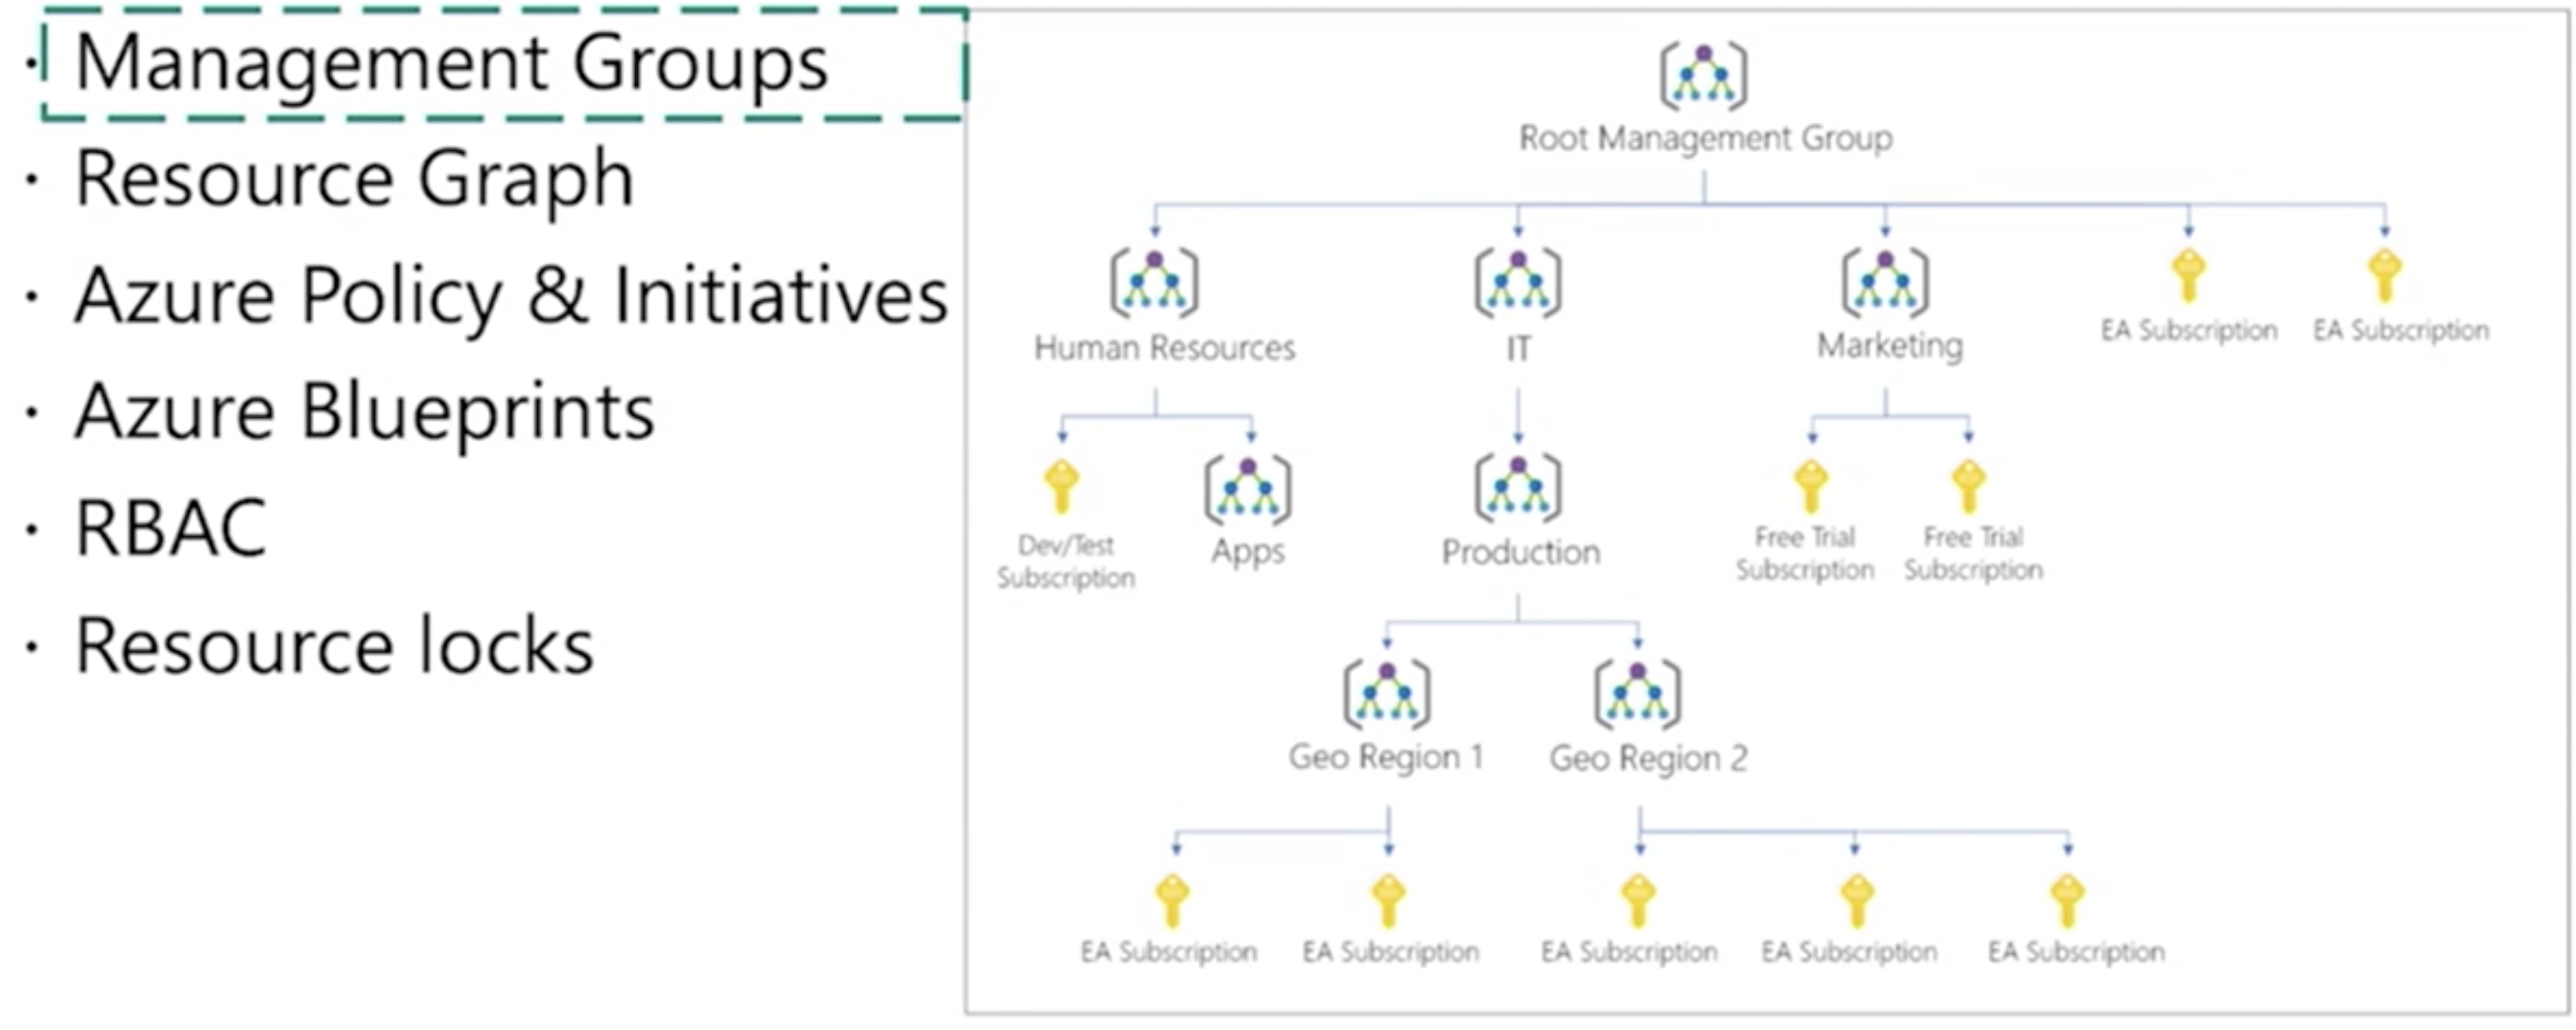 · Management Groups
· Resource Graph
· Azure Policy & Initiatives
· Azure Blueprints
· RBAC
· Resource locks
Root Management Group
Human Resources
IT
Marketing
EA Subscription
EA Subscription
Dev/Test
Subscription
Apps
Production
Free Trial
Subscription
Free Trial
Subscription
Geo Region 1
Geo Region 2
EA Subscription
EA Subscription
EA Subscription
EA Subscription
EA Subscription